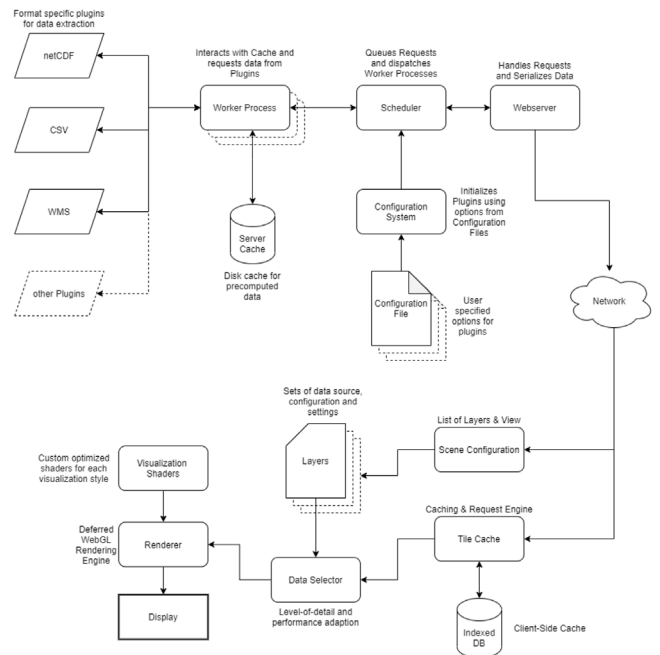 Format specific plugins
for data extraction
netCDF
CSV
WMS
other Plugins
Interacts with Cache and
requests data from
Plugins
Worker Process
Server
Cache
Disk cache for
precomputed
data
Queues Requests
and dispatches
Worker Processes
Scheduler
Handles Requests
and Serializes Data
Webserver
Configuration
System
Initializes
Plugins using
options from
Configuration
Files
Configuration
File
User
specified
options for
plugins
Network
Sets of data source,
configuration and
settings
Layers
List of Layers & View
Scene Configuration
Custom optimized
shaders for each
visualization style
Visualization
Shaders
Caching & Request Engine
Tile Cache
Deferred
WebGL
Rendering
Engine
Renderer
Data Selector
Level-of-detail and
performance adaption
Display
Indexed
DB
Client-Side Cache